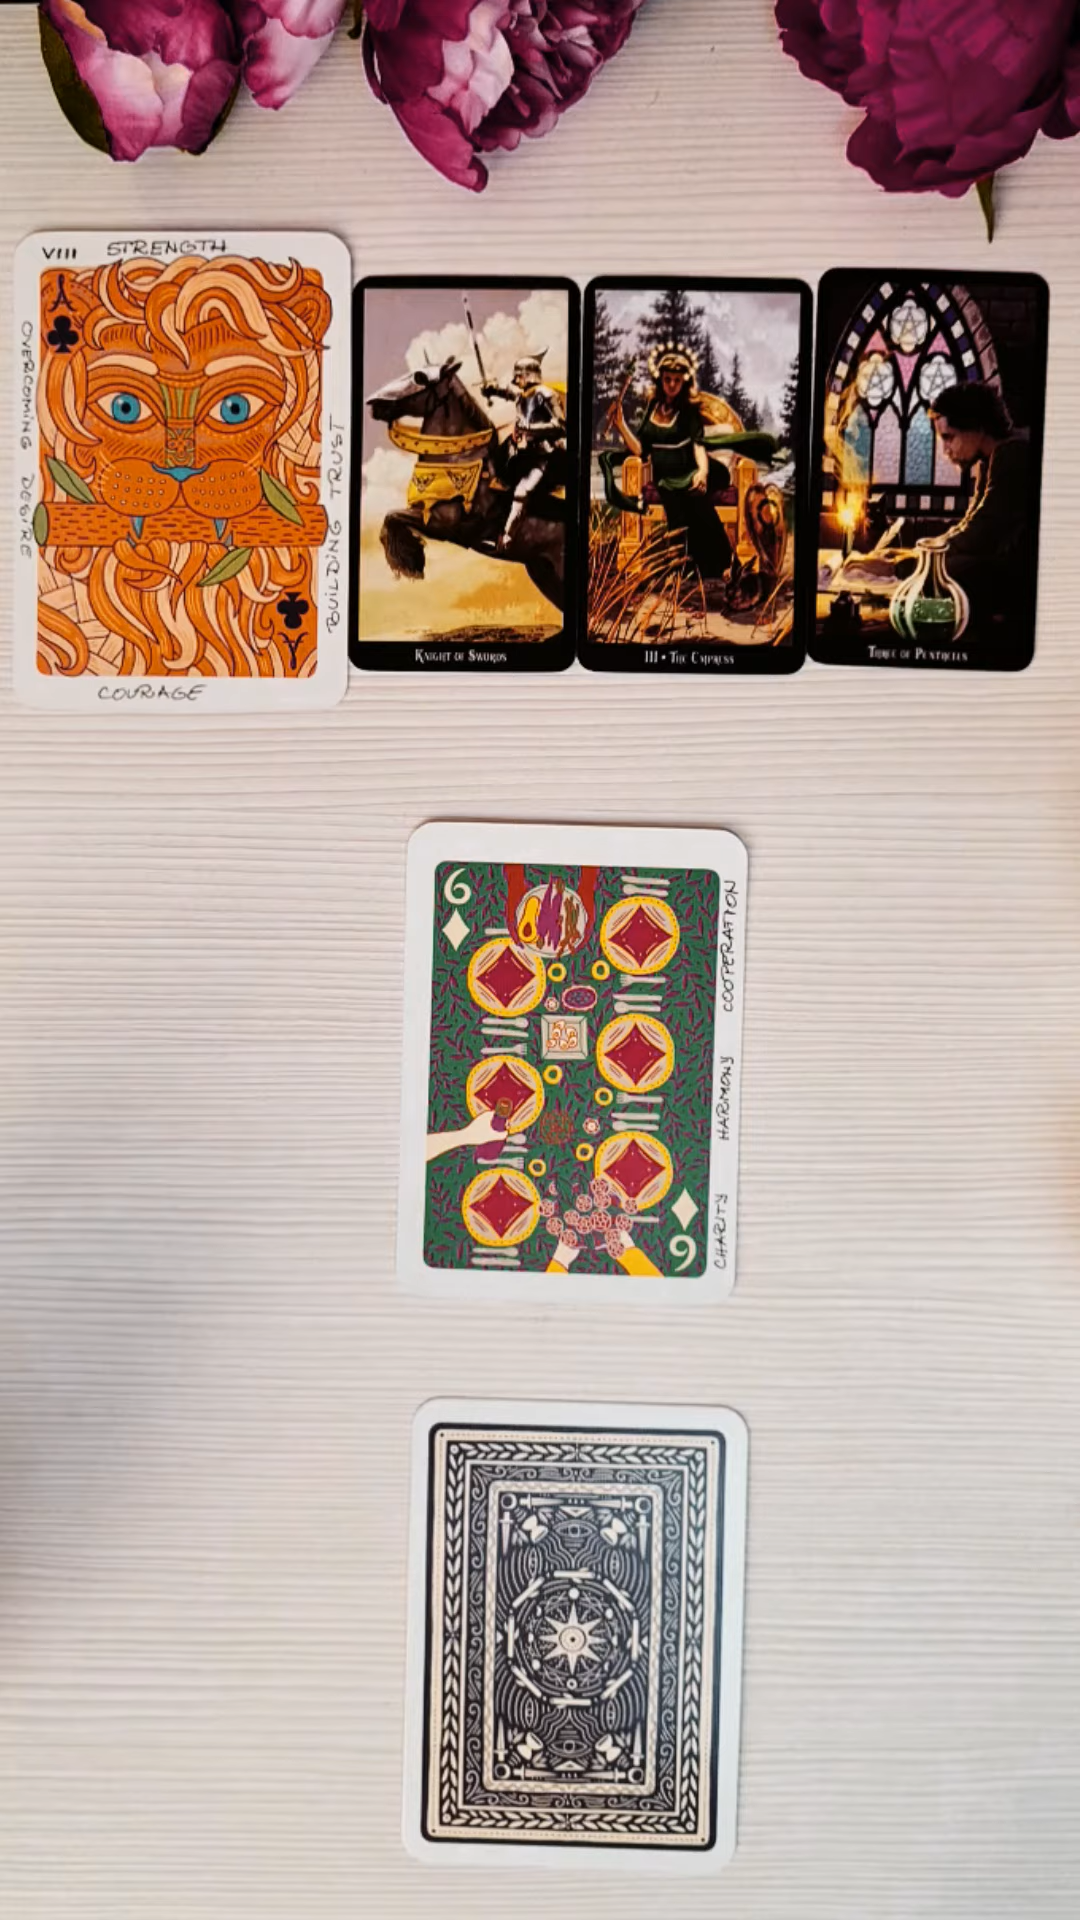 VIII STRENGTH
A
OVERCOMING DESIRE
BUILDING TRUST
A
COURAGE
KNIGHT OF SWORDS
III • THE EMPRESS
THREE OF PENTACLES
6
COOPERATION
HARMONY
CHARITY
6